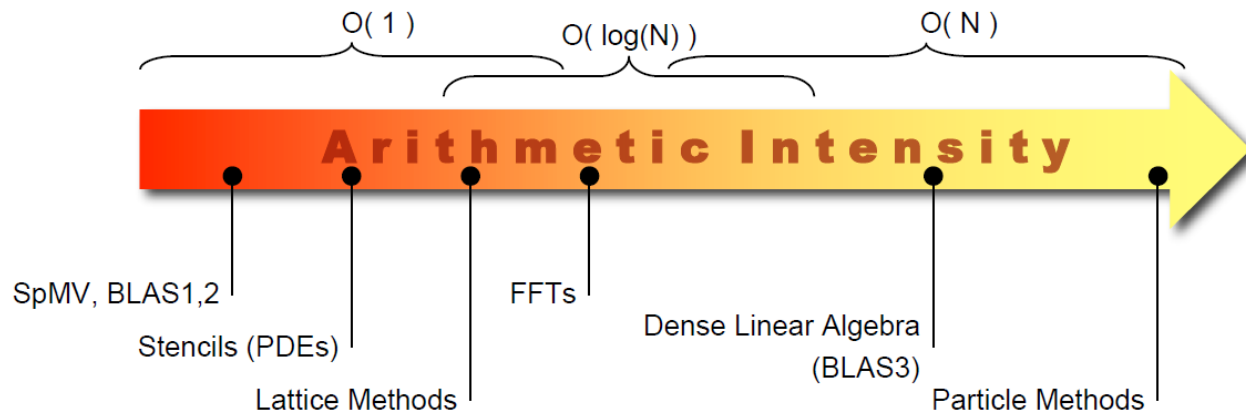 O( 1 )
O( log(N) )
O( N )
Arithmetic Intensity
SpMV, BLAS1,2
FFTs
Stencils (PDEs)
Dense Linear Algebra
(BLAS3)
Lattice Methods
Particle Methods